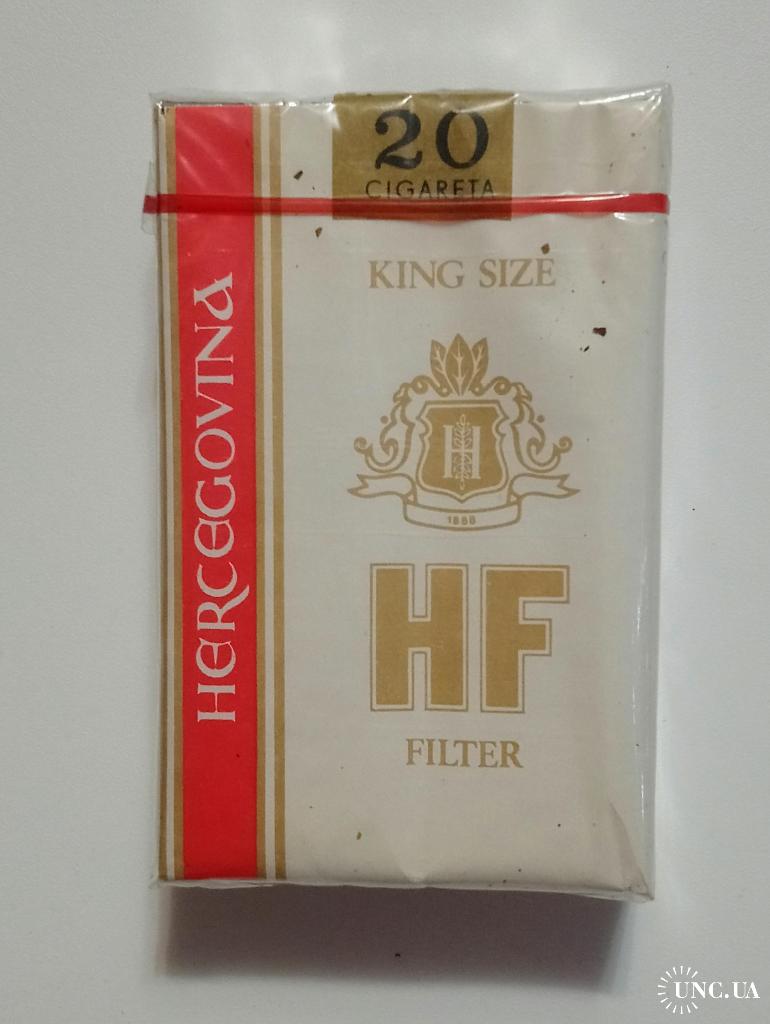 20
CIGARETA
KING SIZE
HERCEGOVINA
H
1888
HF
FILTER
UNC.UA